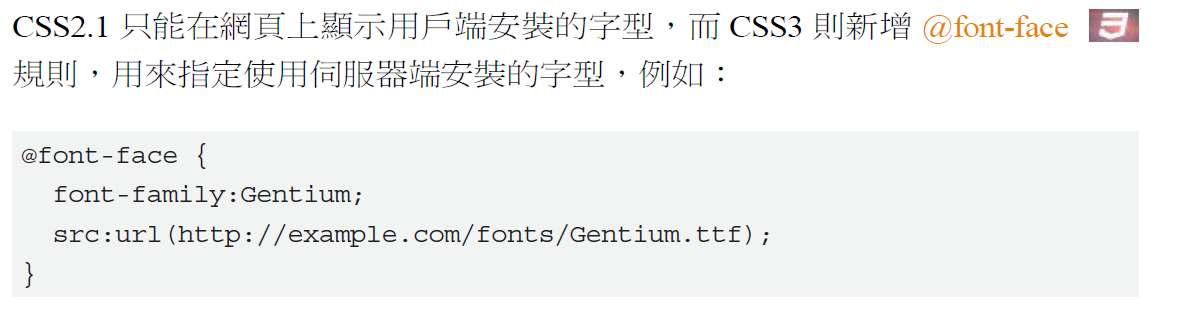 CSS2.1 只能在網頁上顯示用戶端安裝的字型，而 CSS3 則新增 @font-face 3
規則，用來指定使用伺服器端安裝的字型，例如：
@font-face {
  font-family:Gentium;
  src:url(http://example.com/fonts/Gentium.ttf);
}